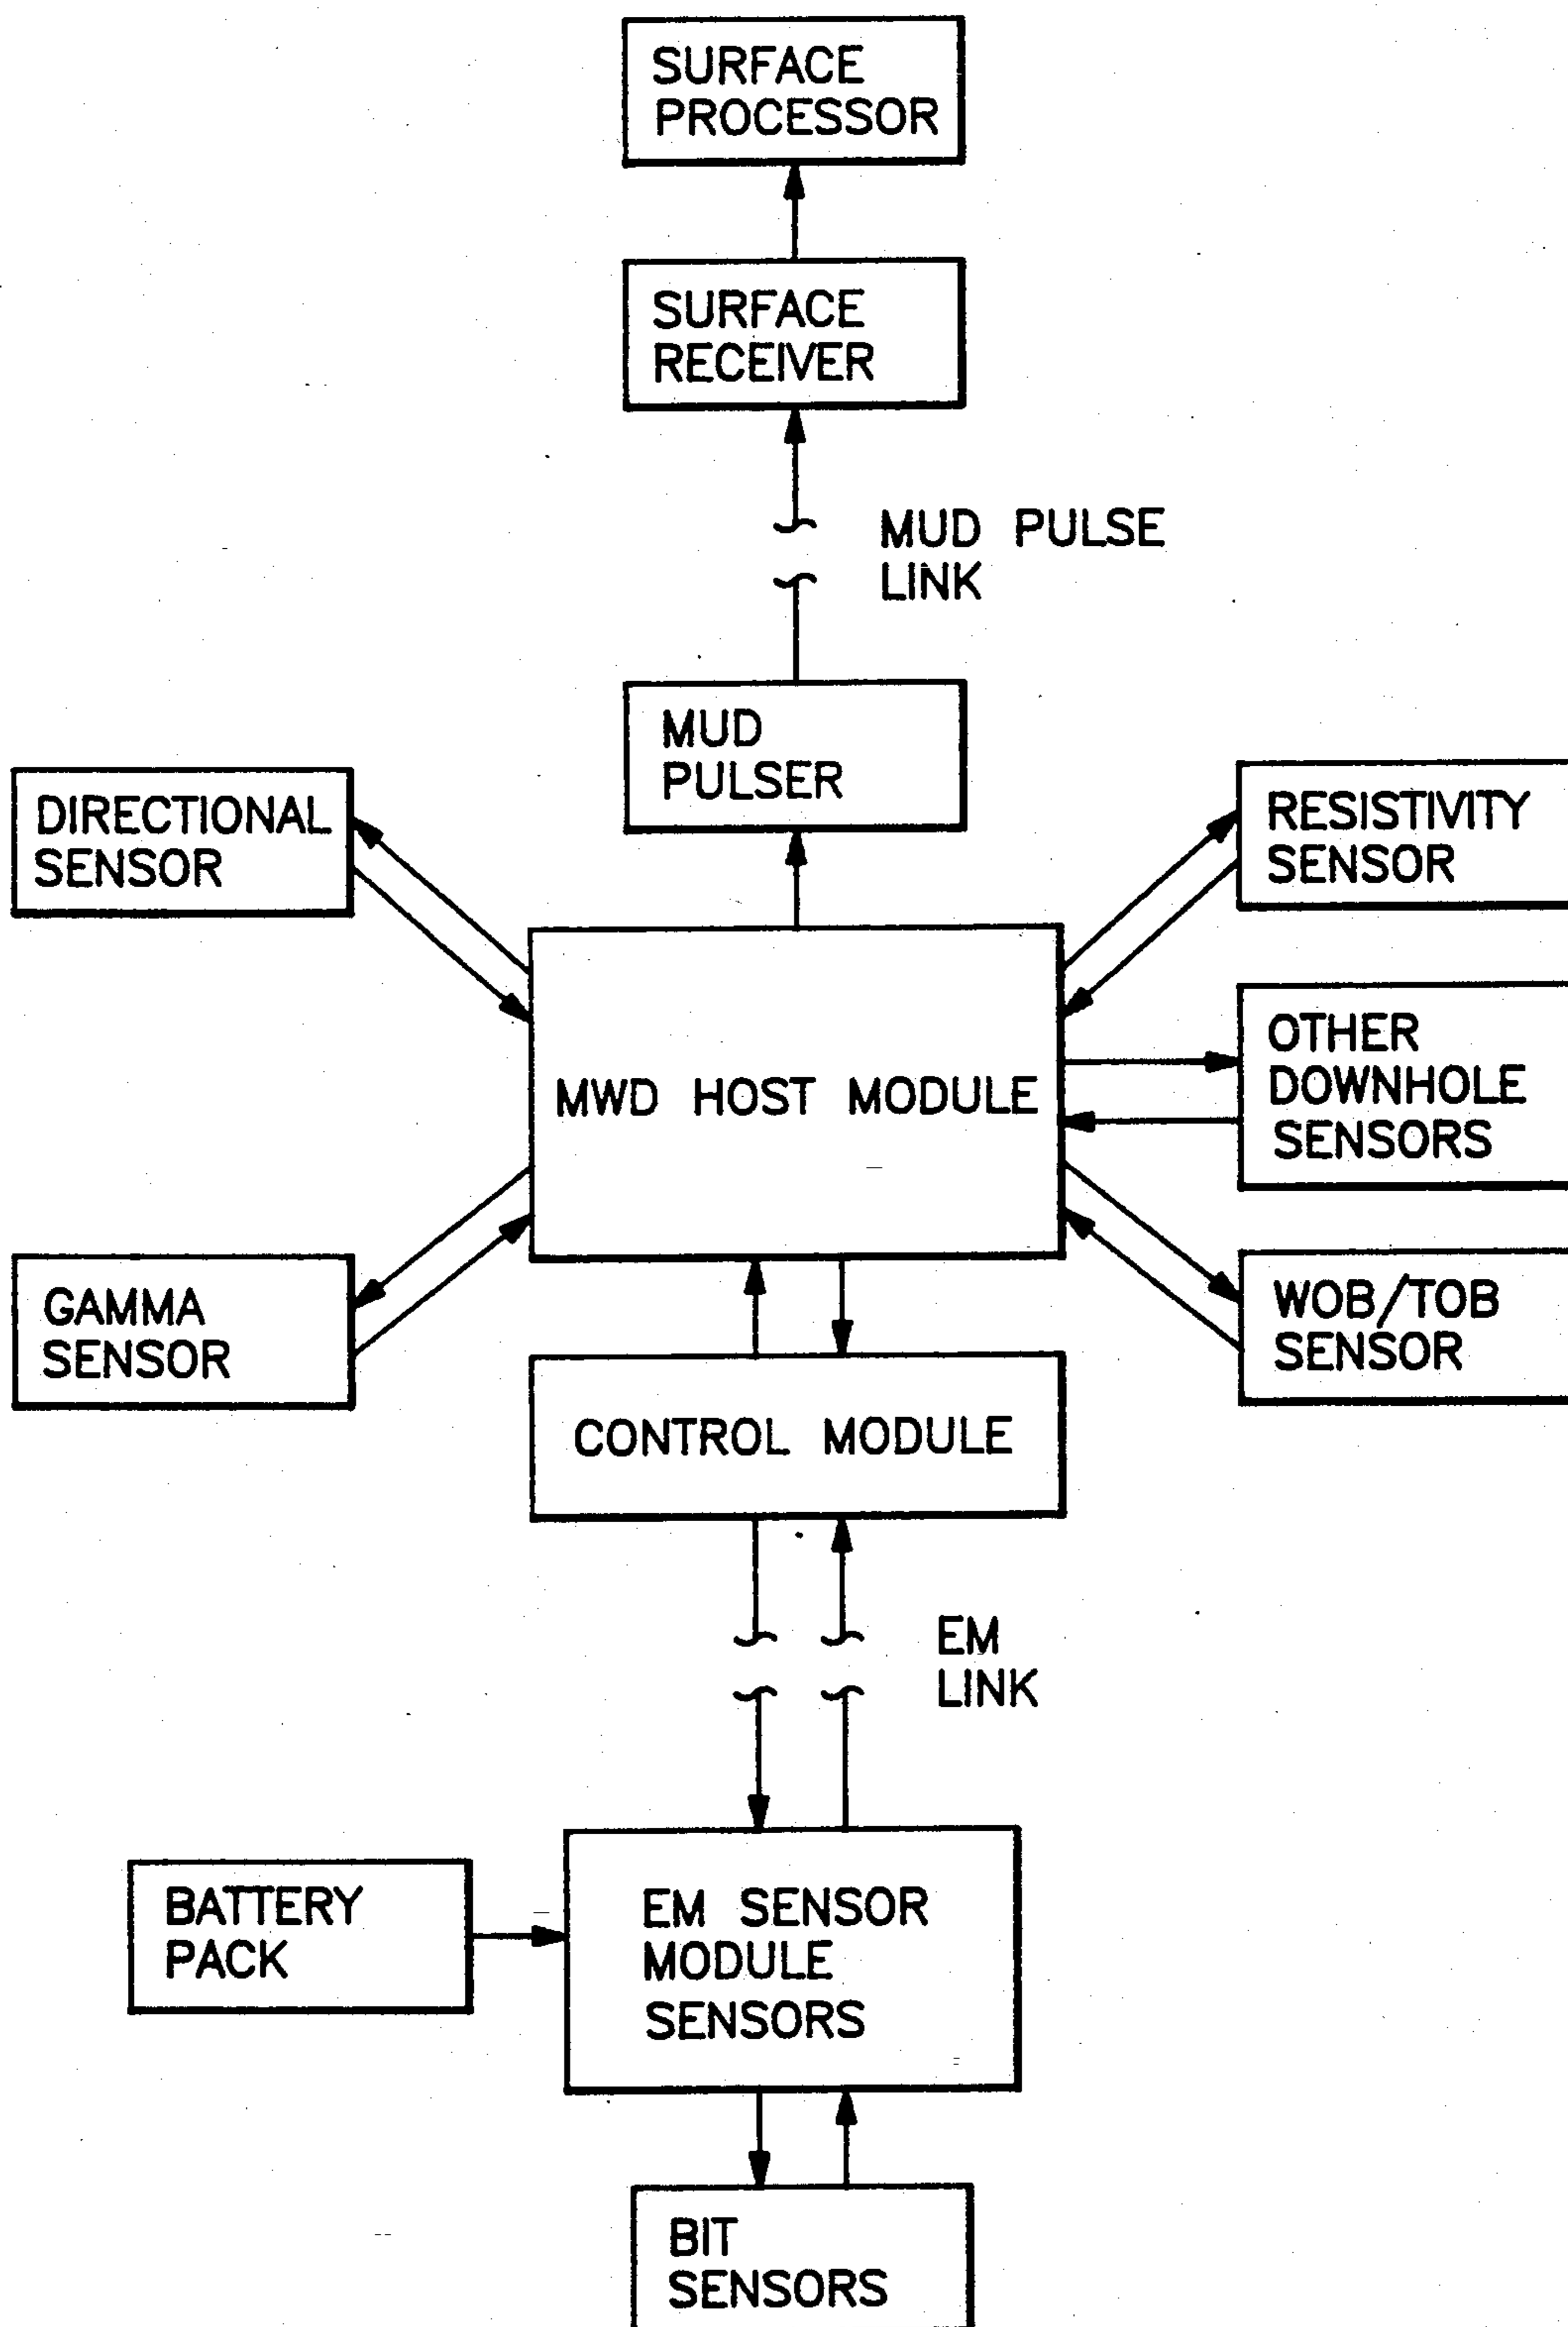 SURFACE
PROCESSOR
SURFACE
RECEIVER
MUD PULSE
LINK
MUD
PULSER
DIRECTIONAL
SENSOR
RESISTIVITY
SENSOR
MWD HOST MODULE
OTHER
DOWNHOLE
SENSORS
GAMMA
SENSOR
WOB/TOB
SENSOR
CONTROL MODULE
EM
LINK
BATTERY
PACK
EM SENSOR
MODULE
SENSORS
BIT
SENSORS